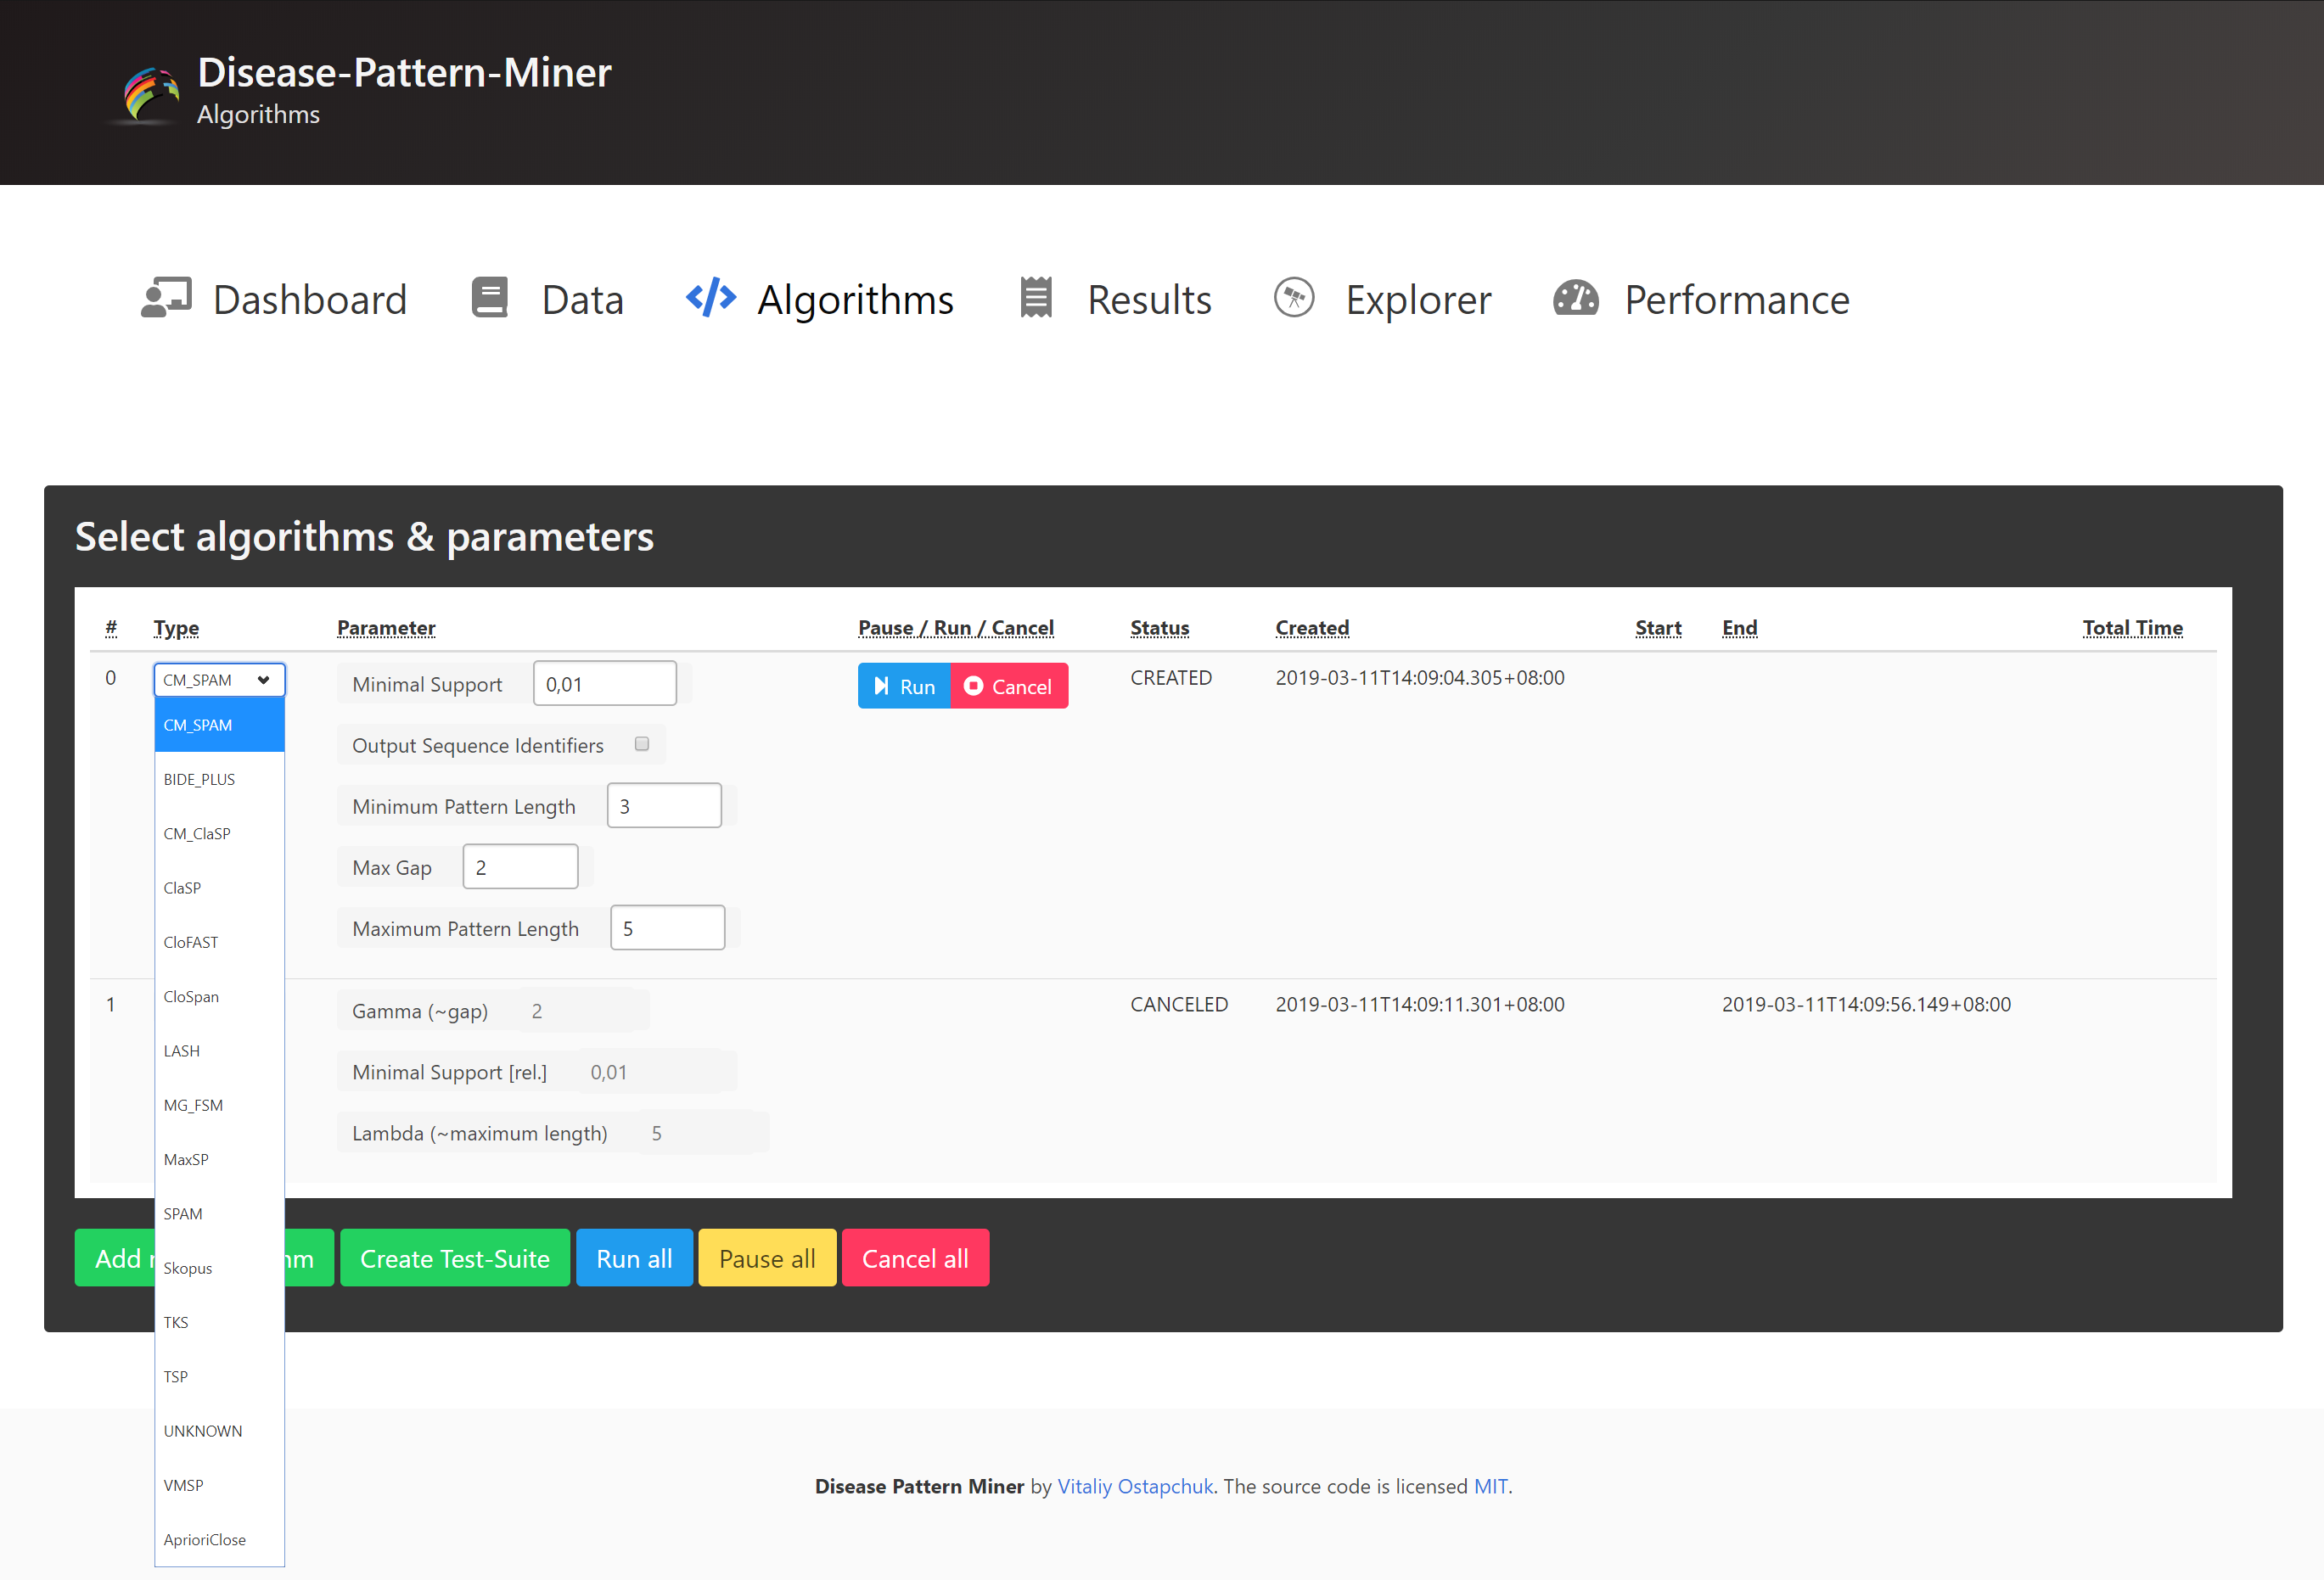 Disease-Pattern-Miner
Algorithms
Dashboard Data Algorithms Results Explorer Performance
Select algorithms & parameters
# Type Parameter Pause / Run / Cancel Status Created Start End Total Time
0 CM_SPAM Minimal Support 0,01 Run Cancel CREATED 2019-03-11T14:09:04.305+08:00
CM_SPAM
Output Sequence Identifiers
BIDE_PLUS
Minimum Pattern Length 3
CM_ClaSP
Max Gap 2
ClaSP
Maximum Pattern Length 5
CloFAST
CloSpan
1 Gamma (~gap) 2 CANCELED 2019-03-11T14:09:11.301+08:00 2019-03-11T14:09:56.149+08:00
LASH
Minimal Support [rel.] 0,01
MG_FSM
Lambda (~maximum length) 5
MaxSP
SPAM
Add Create Test-Suite Run all Pause all Cancel all
Skopus
TKS
TSP
UNKNOWN
VMSP
AprioriClose
Disease Pattern Miner by Vitaliy Ostapchuk. The source code is licensed MIT.